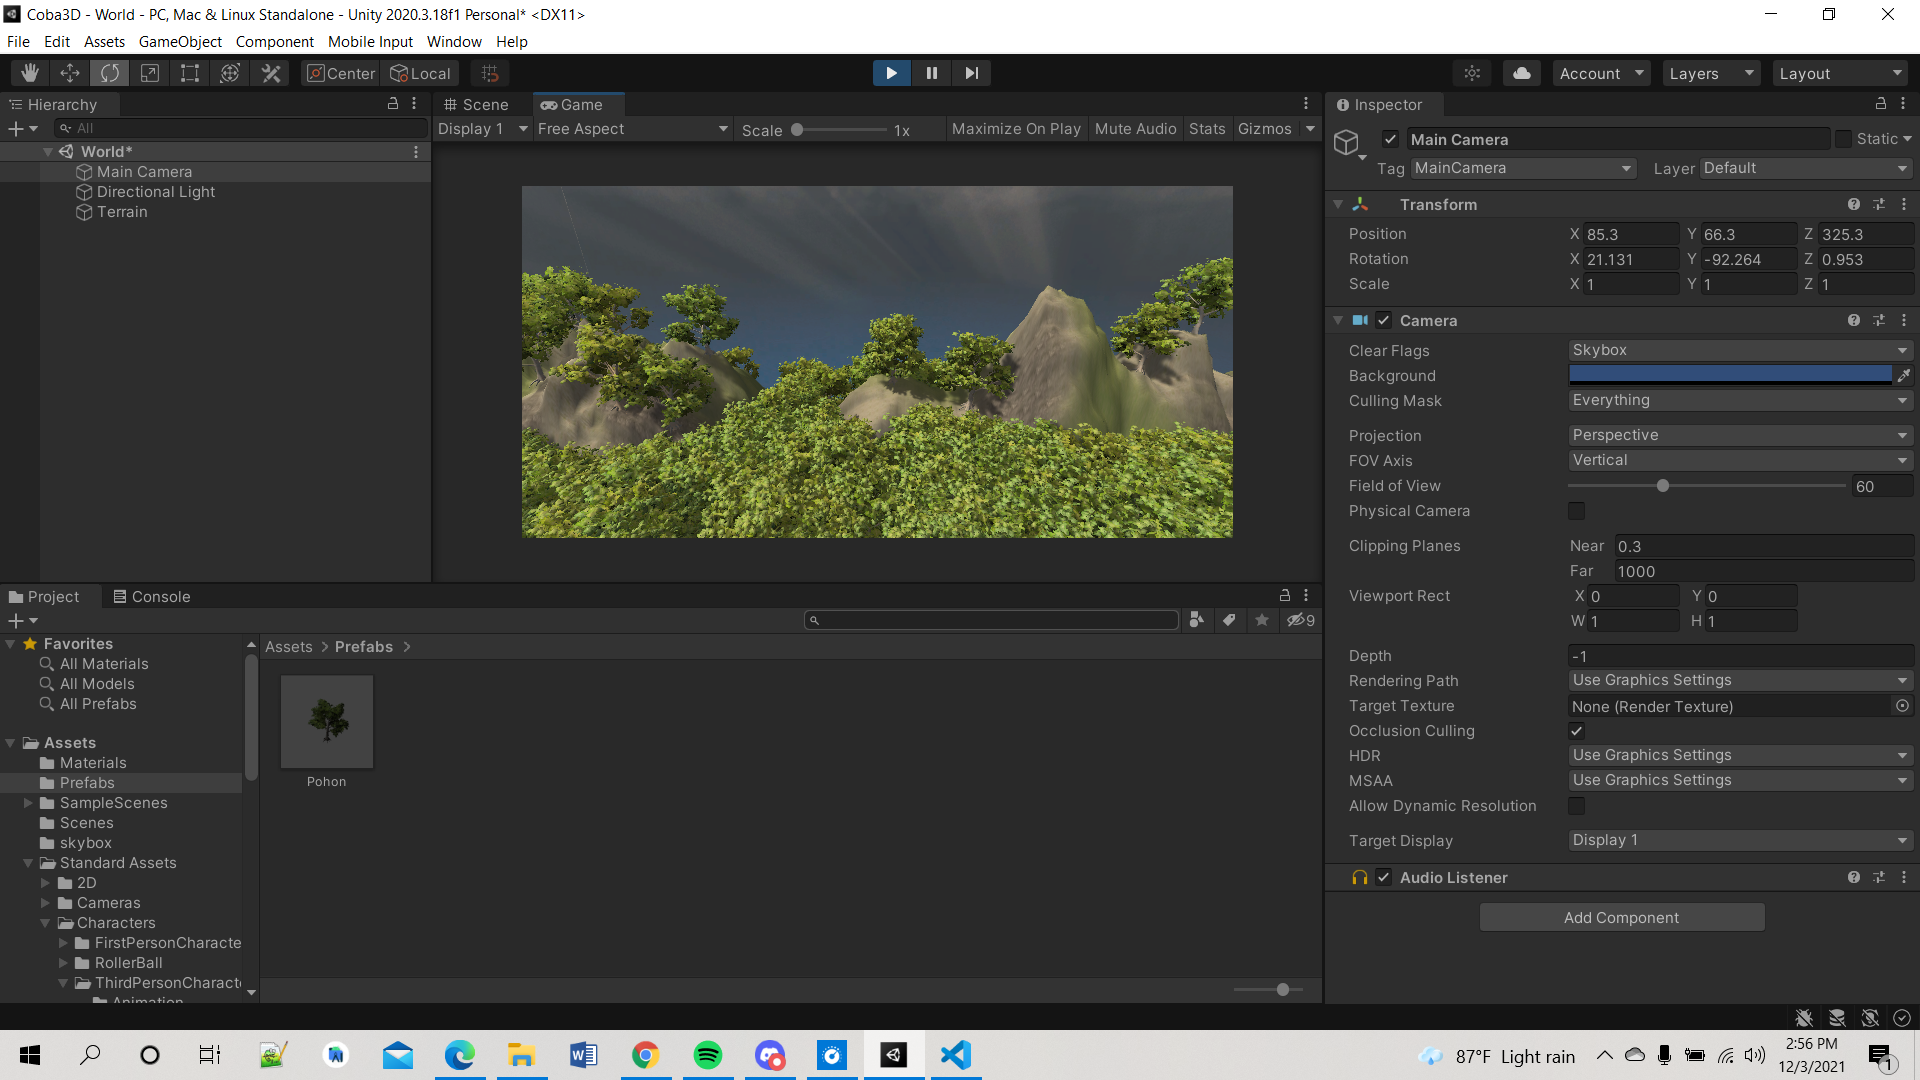 Coba3D - World - PC, Mac & Linux Standalone - Unity 2020.3.18f1 Personal* <DX11>
File Edit Assets GameObject Component Mobile Input Window Help
Center Local Account Layers Layout
Hierarchy
All
World*
Main Camera
Directional Light
Terrain
Scene Game
Display 1 Free Aspect Scale 1x Maximize On Play Mute Audio Stats Gizmos
Inspector
Main Camera Static
Tag MainCamera Layer Default
Transform
Position X 85.3 Y 66.3 Z 325.3
Rotation X 21.131 Y -92.264 Z 0.953
Scale X 1 Y 1 Z 1
Camera
Clear Flags Skybox
Background
Culling Mask Everything
Projection Perspective
FOV Axis Vertical
Field of View 60
Physical Camera
Clipping Planes Near 0.3
Far 1000
Viewport Rect X 0 Y 0
W 1 H 1
Depth -1
Rendering Path Use Graphics Settings
Target Texture None (Render Texture)
Occlusion Culling
HDR Use Graphics Settings
MSAA Use Graphics Settings
Allow Dynamic Resolution
Target Display Display 1
Audio Listener
Add Component
Project Console
9
Favorites
All Materials
All Models
All Prefabs
Assets
Materials
Prefabs
SampleScenes
Scenes
skybox
Standard Assets
2D
Cameras
Characters
FirstPersonCharacte
RollerBall
ThirdPersonCharact
Animation
Assets > Prefabs >
Pohon
87°F Light rain
2:56 PM
12/3/2021
1